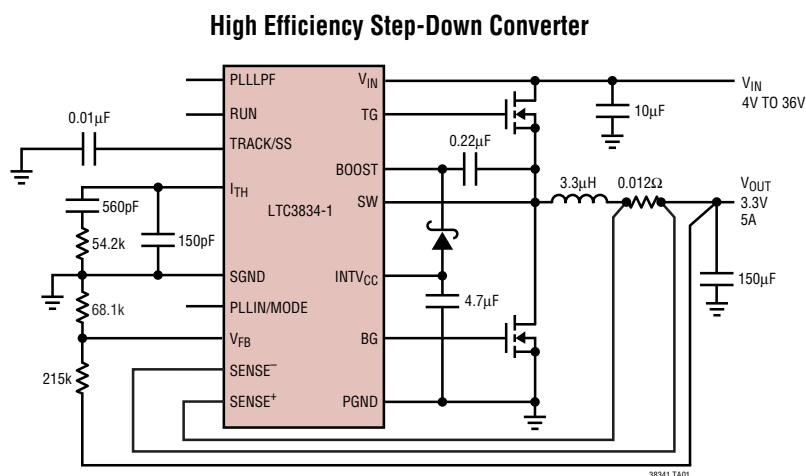 High Efficiency Step-Down Converter
PLLLPF
RUN
TRACK/SS
ITH
SGND
PLLIN/MODE
VFB
SENSE–
SENSE+
LTC3834-1
VIN
TG
BOOST
SW
INTVCC
BG
PGND
0.01µF
560pF
54.2k
150pF
68.1k
215k
0.22µF
4.7µF
3.3µH
0.012Ω
10µF
VIN
4V TO 36V
VOUT
3.3V
5A
150µF
38341 TA01